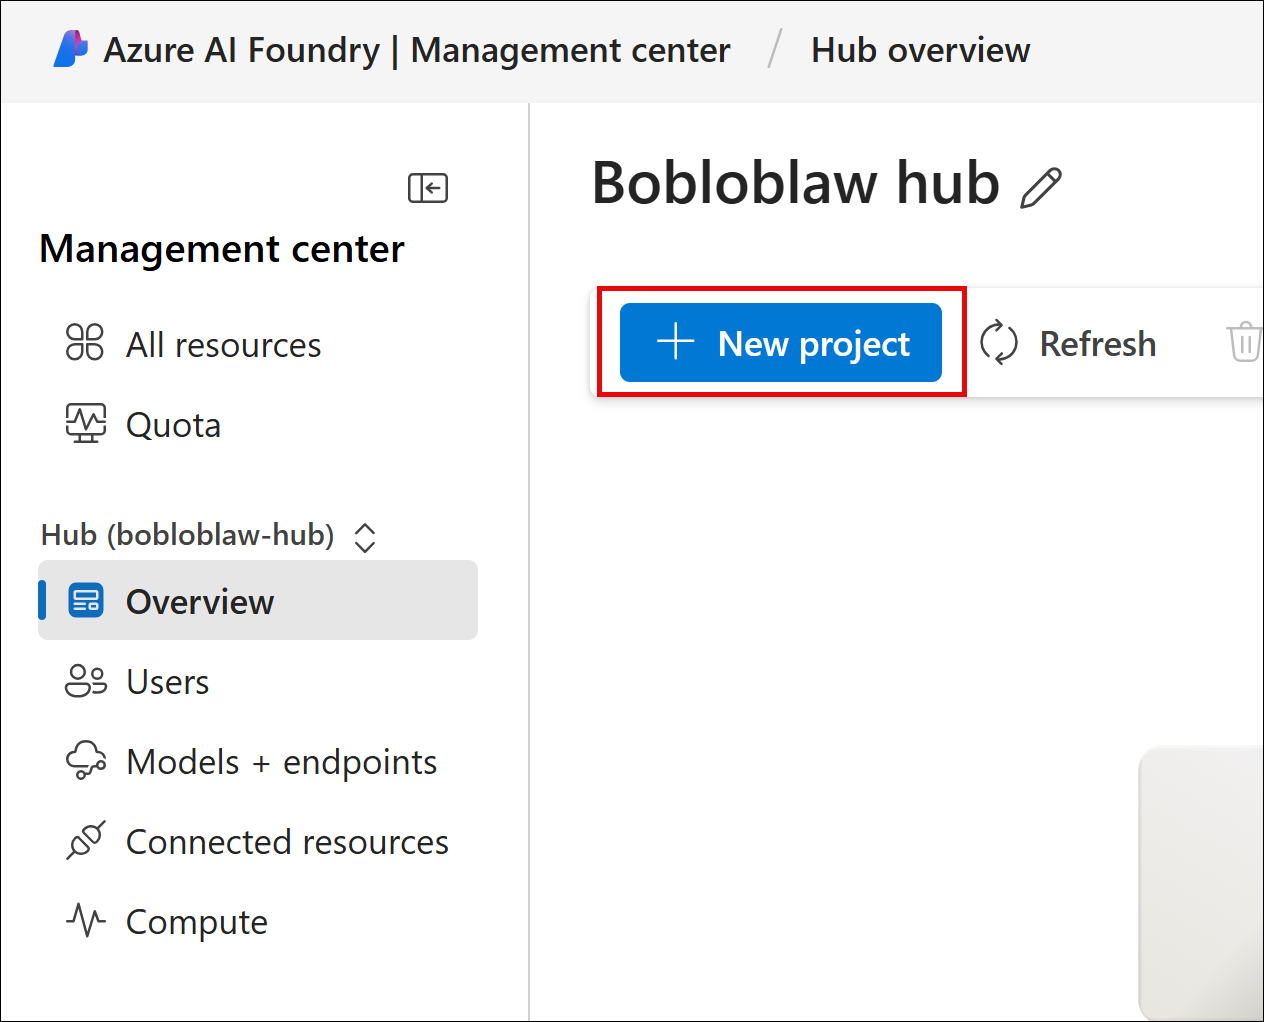 Azure AI Foundry | Management center / Hub overview
Management center
All resources
Quota
Hub (bobloblaw-hub)
Overview
Users
Models + endpoints
Connected resources
Compute
Bobloblaw hub
New project
Refresh